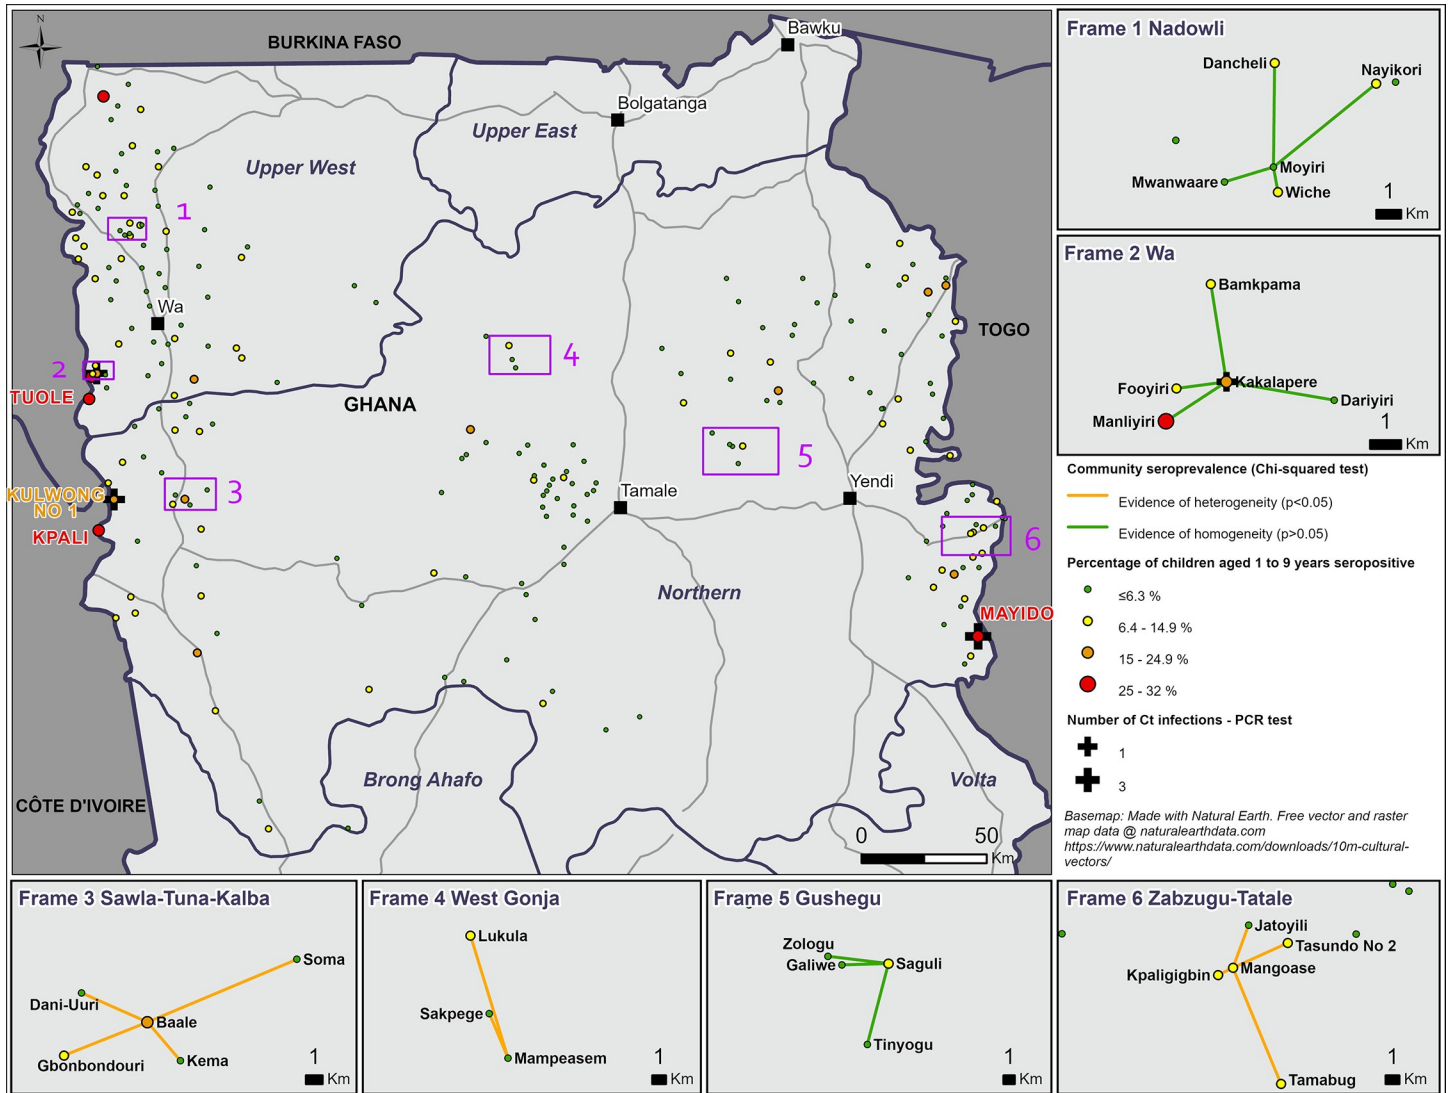 N
BURKINA FASO
Bawku
Bolgatanga
Upper East
Upper West
1
Wa
2
TUOLE
GHANA
4
TOGO
5
3
KULWONG
NO 1
KPALI
Tamale
Yendi
6
Northern
MAYIDO
Brong Ahafo
Volta
CÔTE D'IVOIRE
0 50
Km
Frame 1 Nadowli
Dancheli
Nayikori
Moyiri
Mwanwaare
Wiche
1
Km
Frame 2 Wa
Bamkpama
Kakalapere
Fooyiri
Dariyiri
Manliyiri
1
Km
Community seroprevalence (Chi-squared test)
Evidence of heterogeneity (p<0.05)
Evidence of homogeneity (p>0.05)
Percentage of children aged 1 to 9 years seropositive
≤6.3 %
6.4 - 14.9 %
15 - 24.9 %
25 - 32 %
Number of Ct infections - PCR test
1
3
Basemap: Made with Natural Earth. Free vector and raster
map data @ naturalearthdata.com
https://www.naturalearthdata.com/downloads/10m-cultural-
vectors/
Frame 3 Sawla-Tuna-Kalba
Soma
Dani-Uuri
Baale
Gbonbondouri
Kema
1
Km
Frame 4 West Gonja
Lukula
Sakpege
Mampeasem
1
Km
Frame 5 Gushegu
Zologu
Galiwe
Saguli
Tinyogu
1
Km
Frame 6 Zabzugu-Tatale
Jatoyili
Tasundo No 2
Mangoase
Kpaligigbin
Tamabug
1
Km